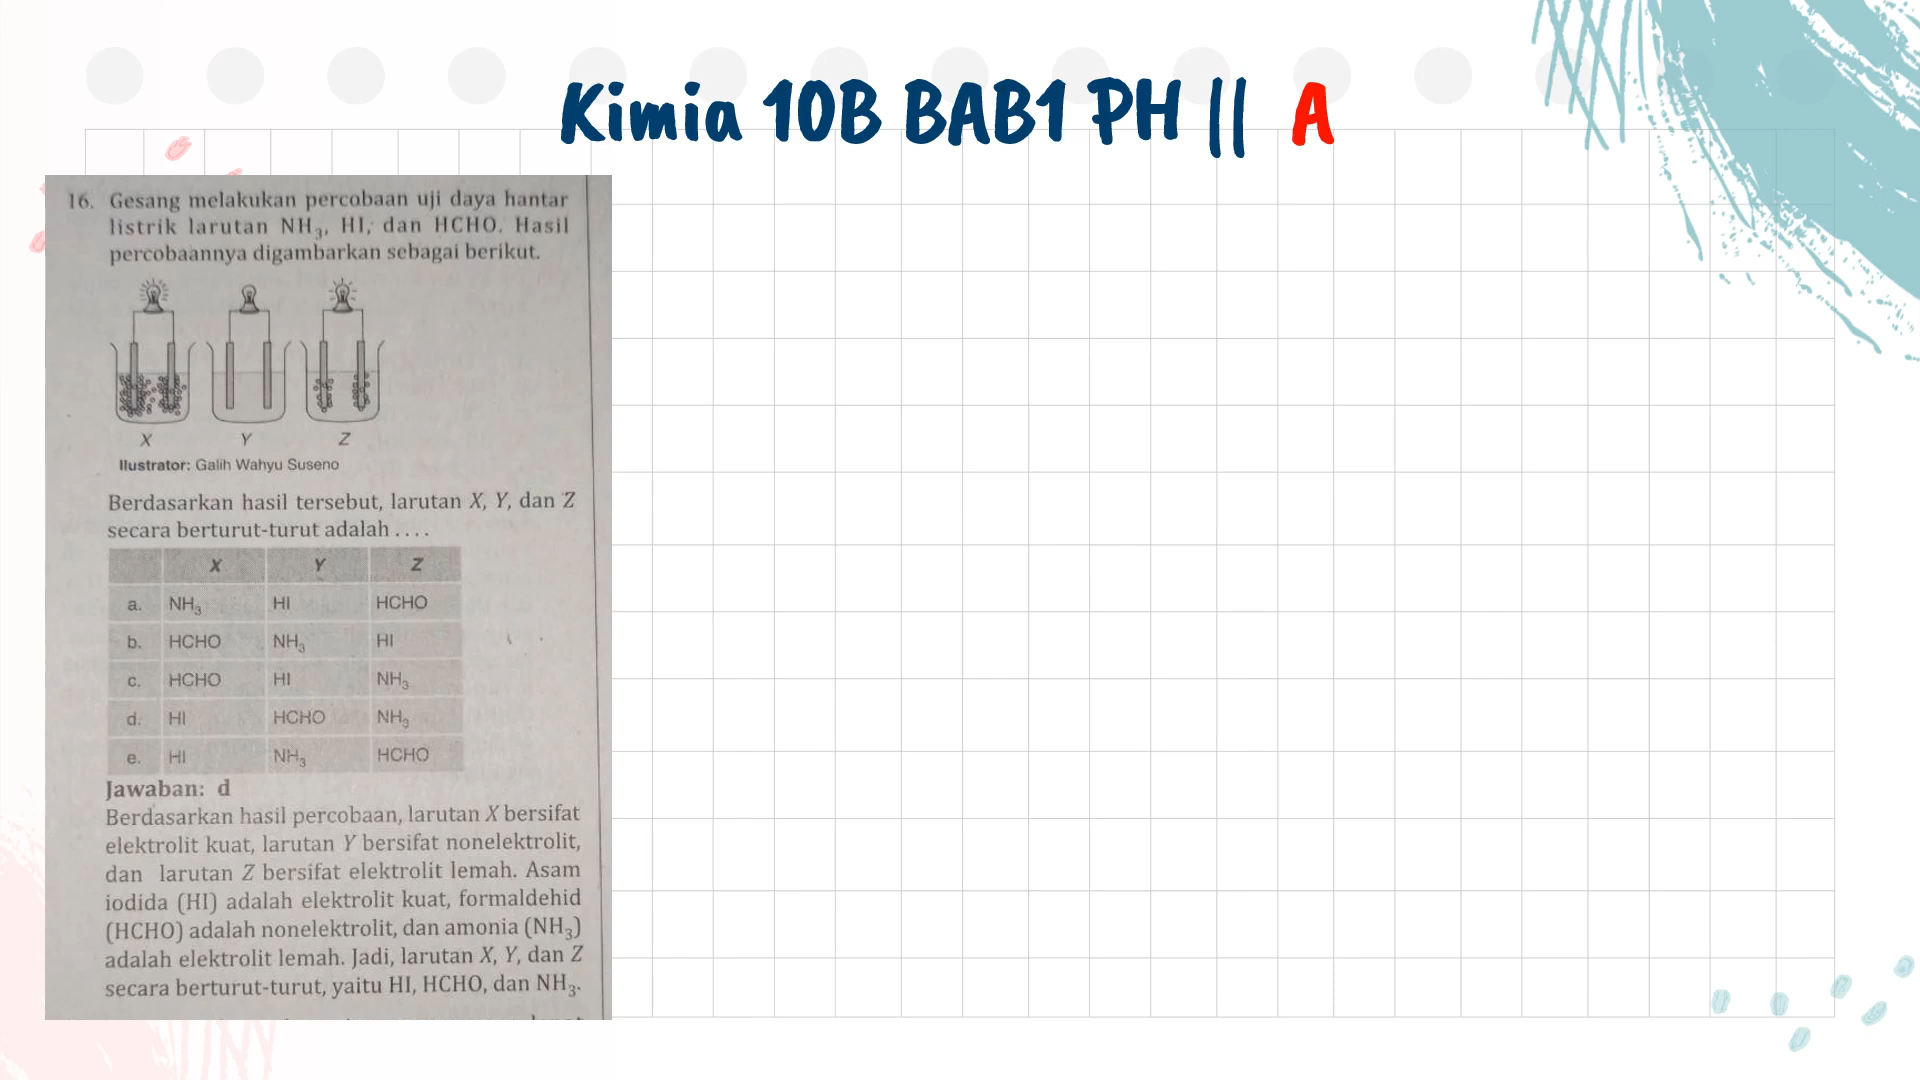 Kimia 10B BAB1 PH || A
16. Gesang melakukan percobaan uji daya hantar
listrik larutan NH₃, HI, dan HCHO. Hasil
percobaannya digambarkan sebagai berikut.
X Y Z
Ilustrator: Galih Wahyu Suseno
Berdasarkan hasil tersebut, larutan X, Y, dan Z
secara berturut-turut adalah . . . .
X Y Z
a. NH₃ HI HCHO
b. HCHO NH₃ HI
c. HCHO HI NH₃
d. HI HCHO NH₃
e. HI NH₃ HCHO
Jawaban: d
Berdasarkan hasil percobaan, larutan X bersifat
elektrolit kuat, larutan Y bersifat nonelektrolit,
dan larutan Z bersifat elektrolit lemah. Asam
iodida (HI) adalah elektrolit kuat, formaldehid
(HCHO) adalah nonelektrolit, dan amonia (NH₃)
adalah elektrolit lemah. Jadi, larutan X, Y, dan Z
secara berturut-turut, yaitu HI, HCHO, dan NH₃.